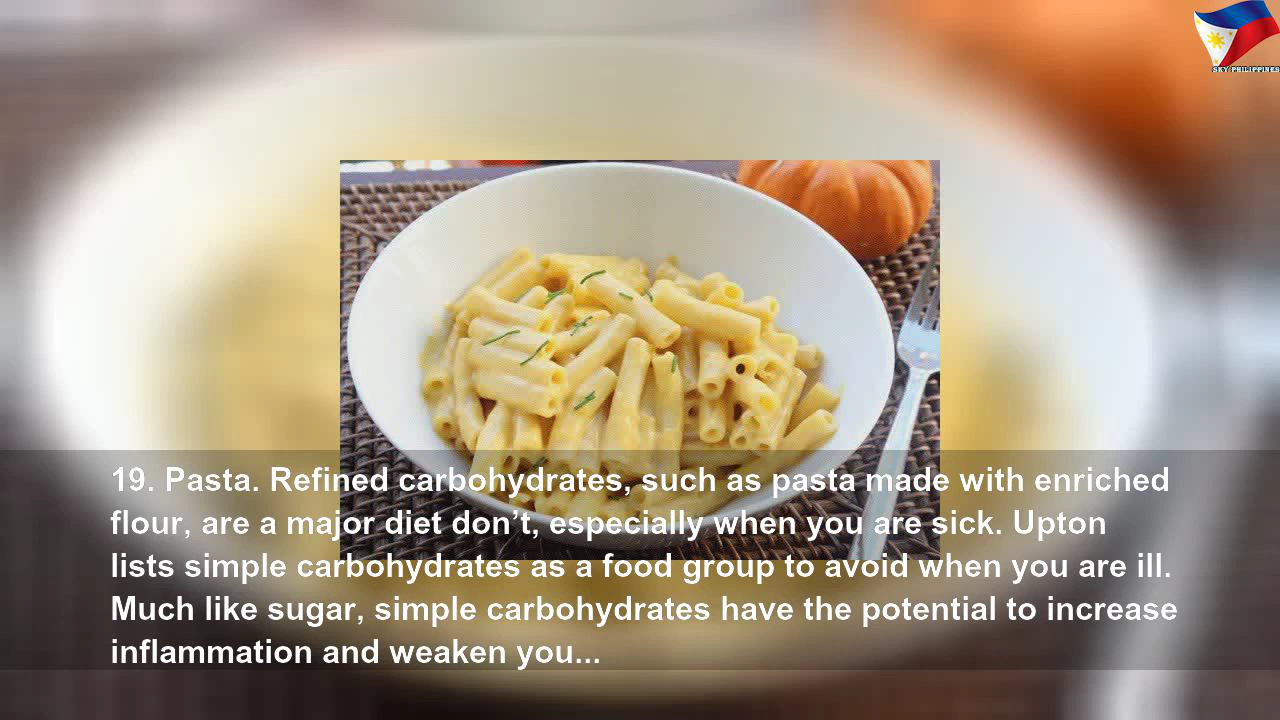 SKY PHILIPPINES
19. Pasta. Refined carbohydrates, such as pasta made with enriched
flour, are a major diet don’t, especially when you are sick. Upton
lists simple carbohydrates as a food group to avoid when you are ill.
Much like sugar, simple carbohydrates have the potential to increase
inflammation and weaken you...